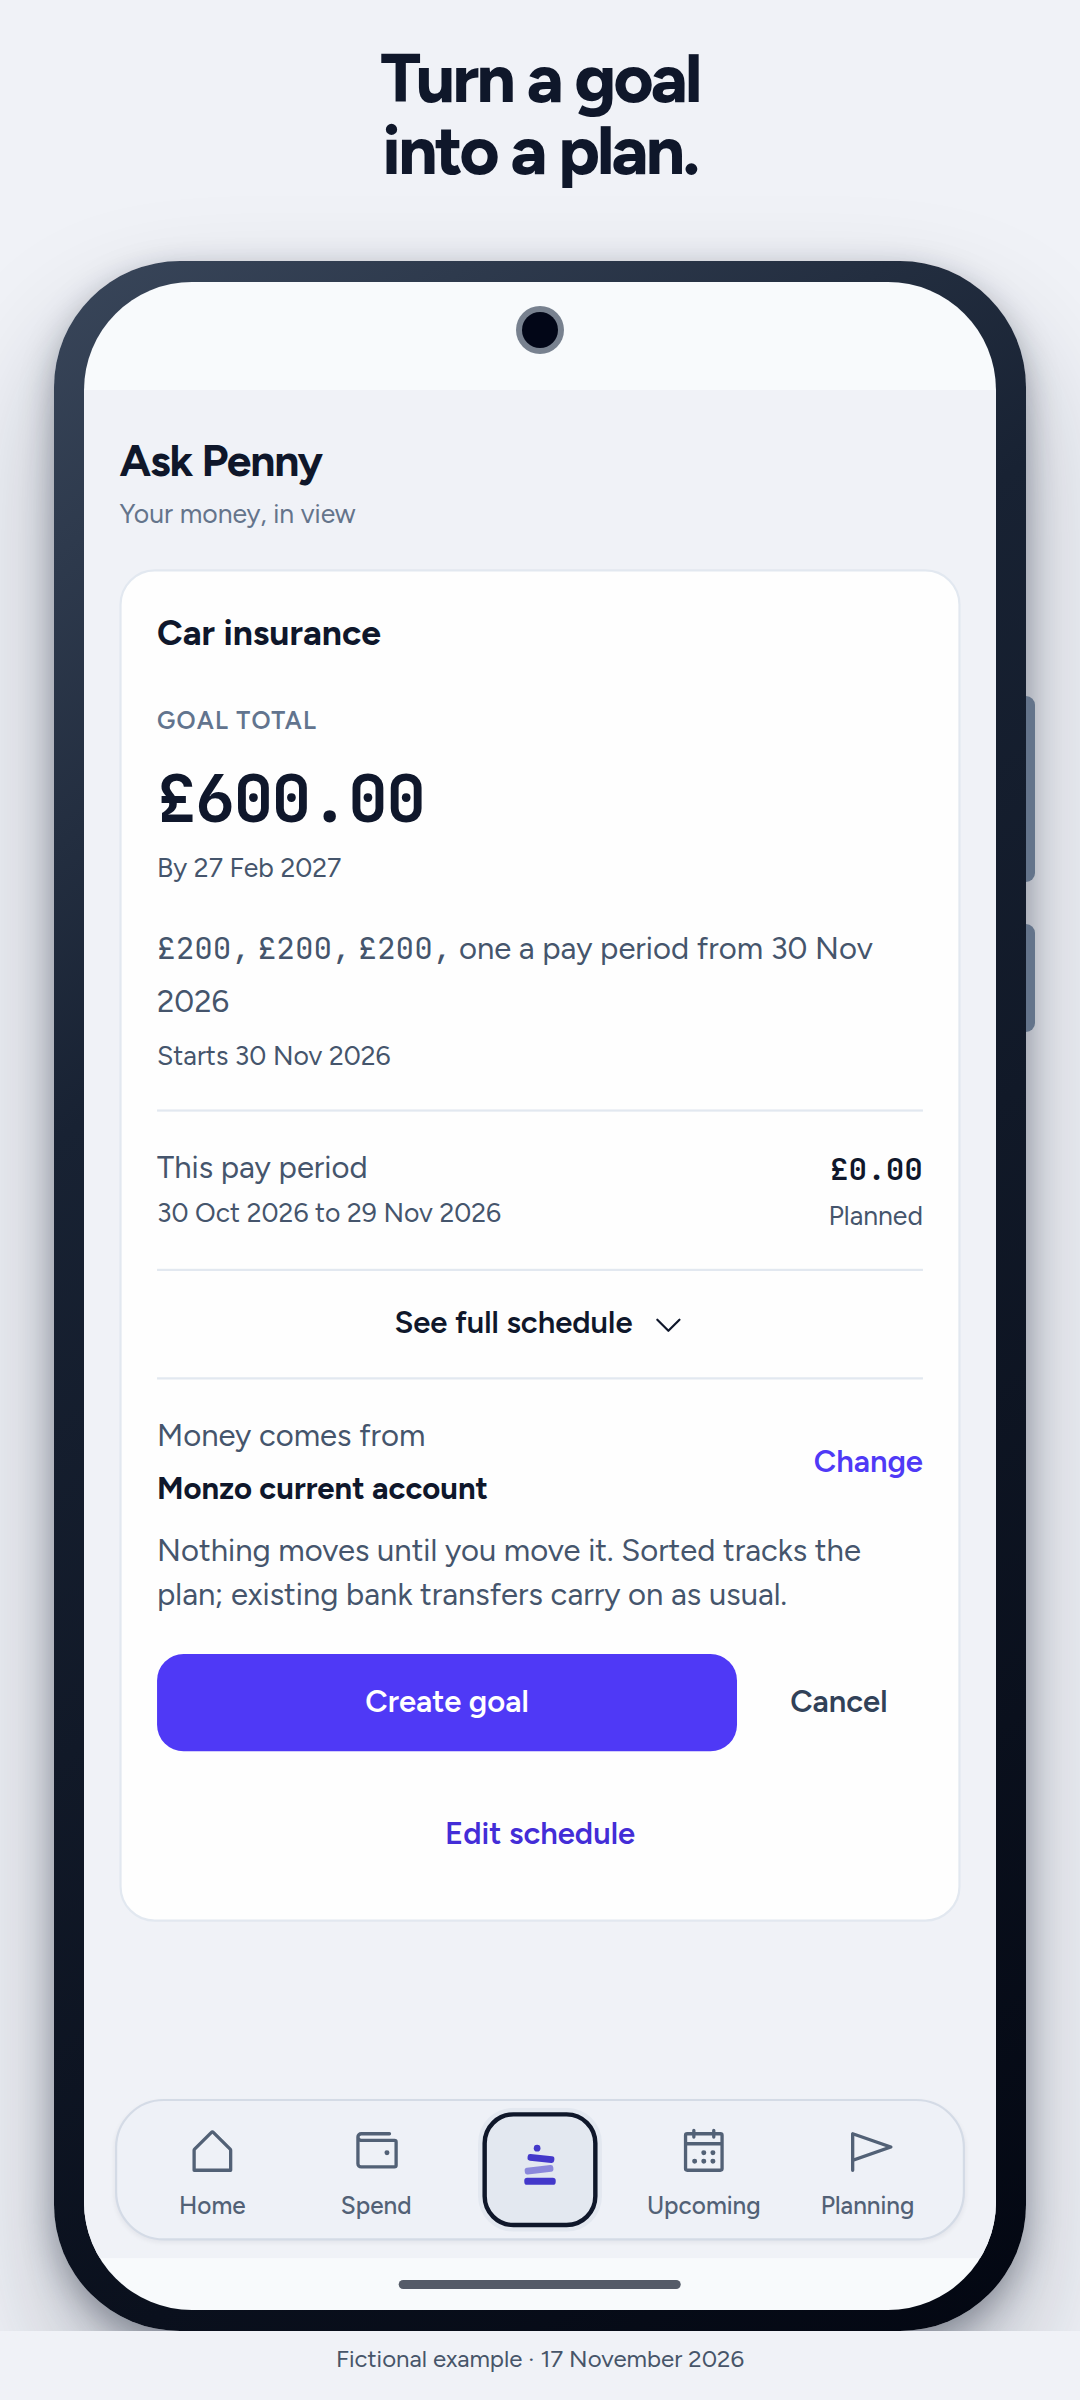 Turn a goal
into a plan.
Ask Penny
Your money, in view
Car insurance
GOAL TOTAL
£600.00
By 27 Feb 2027
£200, £200, £200, one a pay period from 30 Nov
2026
Starts 30 Nov 2026
This pay period
£0.00
30 Oct 2026 to 29 Nov 2026
Planned
See full schedule
Money comes from
Monzo current account
Change
Nothing moves until you move it. Sorted tracks the
plan; existing bank transfers carry on as usual.
Create goal
Cancel
Edit schedule
Home
Spend
Upcoming
Planning
Fictional example · 17 November 2026